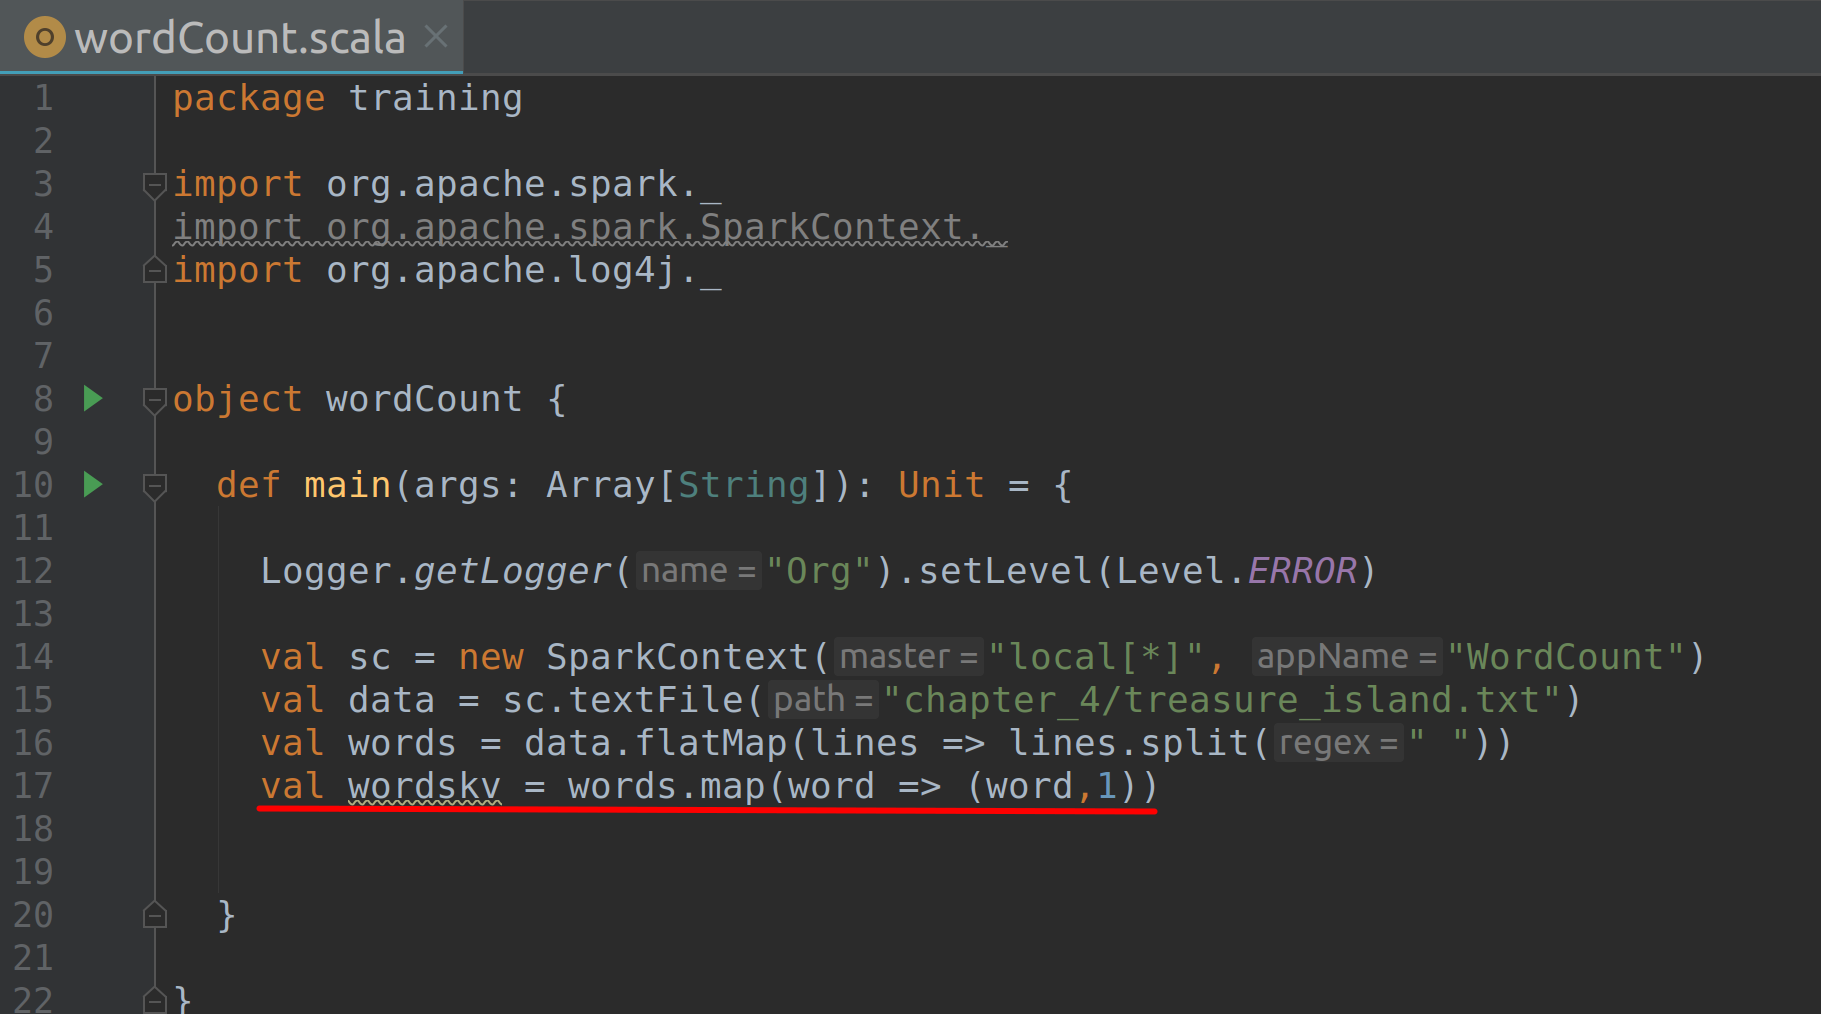 wordCount.scala
1 package training
2
3 import org.apache.spark._
4 import org.apache.spark.SparkContext._
5 import org.apache.log4j._
6
7
8 object wordCount {
9
10 def main(args: Array[String]): Unit = {
11
12 Logger.getLogger( name = "Org").setLevel(Level.ERROR)
13
14 val sc = new SparkContext( master = "local[*]", appName = "WordCount")
15 val data = sc.textFile( path = "chapter_4/treasure_island.txt")
16 val words = data.flatMap(lines => lines.split( regex = " "))
17 val wordskv = words.map(word => (word,1))
18
19
20 }
21
22 }